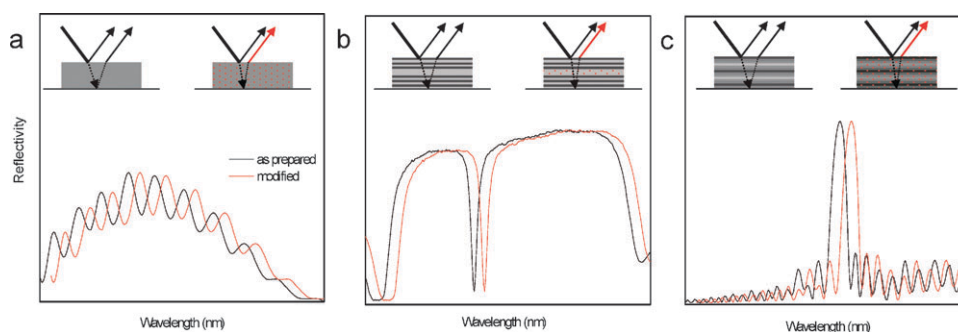 a
b
c
Reflectivity
as prepared
modified
Wavelength (nm)
Wavelength (nm)
Wavelength (nm)